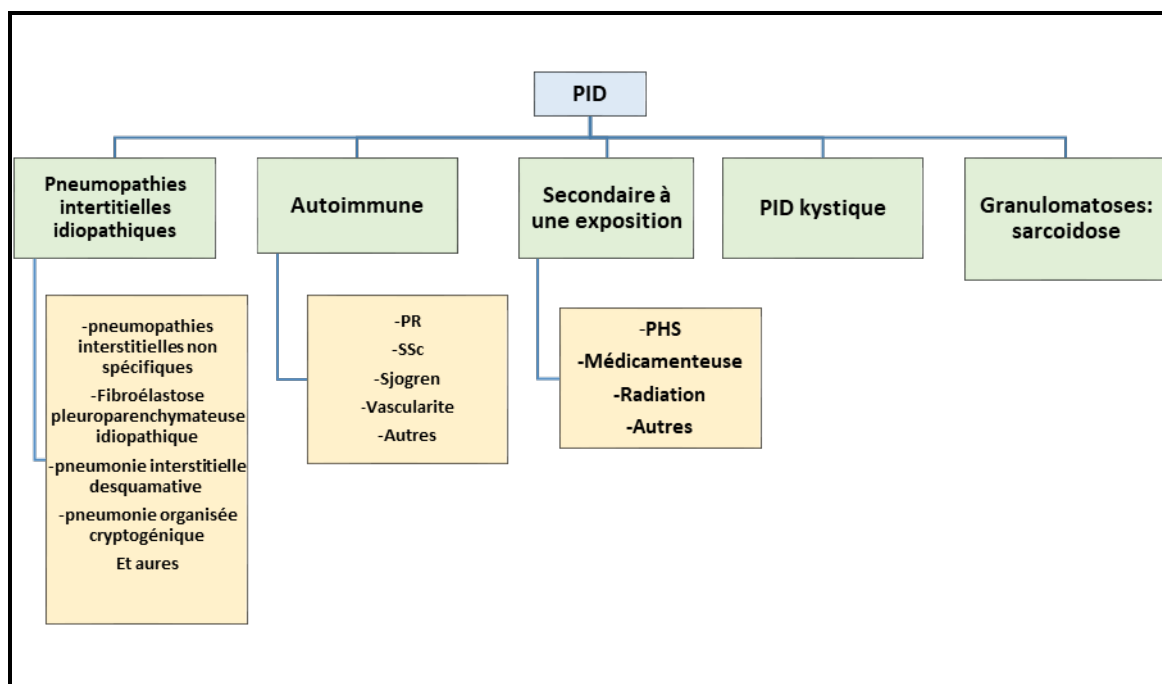 PID
Pneumopathies
intertitielles
idiopathiques
Autoimmune
Secondaire à
une exposition
PID kystique
Granulomatoses:
sarcoidose
-pneumopathies
interstitielles non
spécifiques
-Fibroélastose
pleuroparenchymateuse
idiopathique
-pneumonie interstitielle
desquamative
-pneumonie organisée
cryptogénique
Et aures
-PR
-SSc
-Sjogren
-Vascularite
-Autres
-PHS
-Médicamenteuse
-Radiation
-Autres